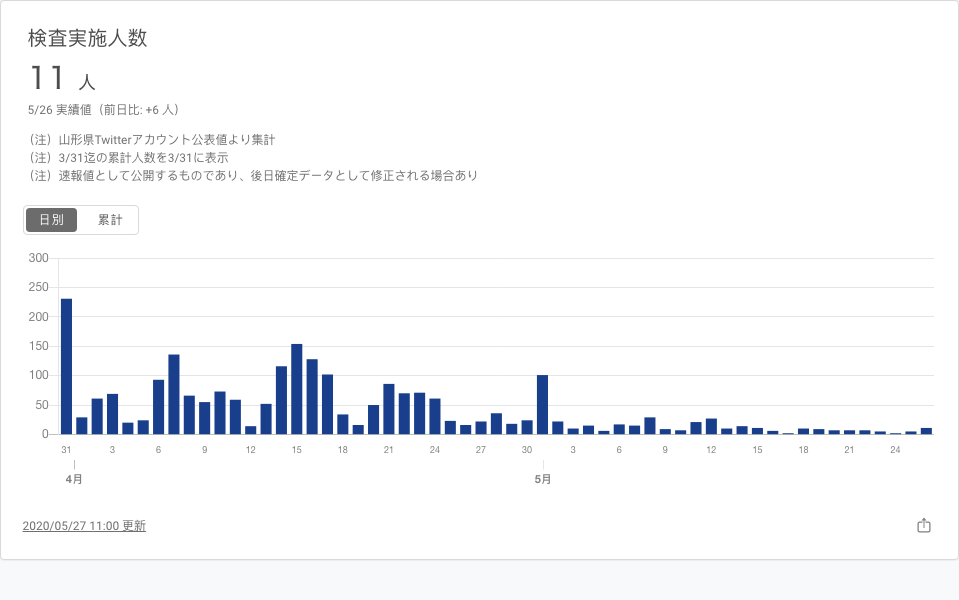 検査実施人数
11 人
5/26 実績値（前日比: +6 人）
（注）山形県Twitterアカウント公表値より集計
（注）3/31迄の累計人数を3/31に表示
（注）速報値として公開するものであり、後日確定データとして修正される場合あり
日別 累計
300
250
200
150
100
50
0
31 3 6 9 12 15 18 21 24 27 30 3 6 9 12 15 18 21 24
4月 5月
2020/05/27 11:00 更新